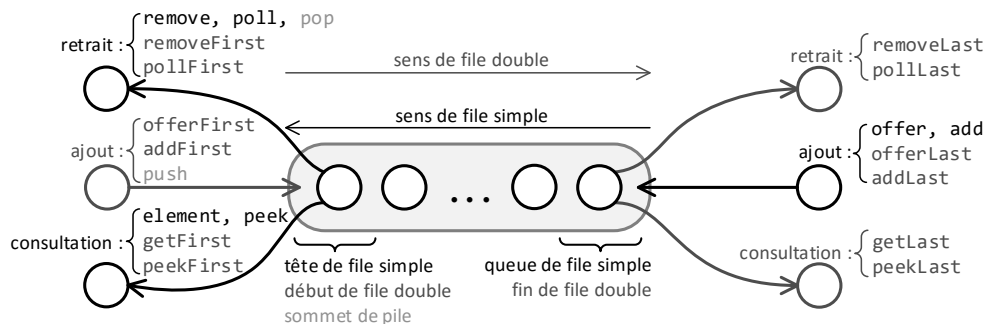 remove, poll, pop
retrait :
removeFirst
pollFirst
sens de file double
retrait :
removeLast
pollLast
sens de file simple
offerFirst
ajout :
addFirst
push
...
offer, add
ajout :
offerLast
addLast
element, peek
consultation :
getFirst
peekFirst
tête de file simple
début de file double
sommet de pile
queue de file simple
fin de file double
consultation :
getLast
peekLast